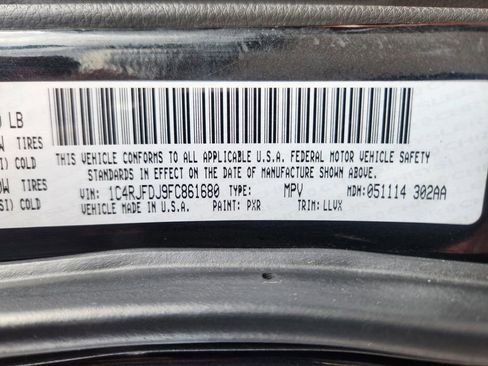 LB
TIRES
COLD
TIRES
COLD
THIS VEHICLE CONFORMS TO ALL APPLICABLE U.S.A. FEDERAL MOTOR VEHICLE SAFETY
STANDARDS IN EFFECT ON THE DATE OF MANUFACTURE SHOWN ABOVE.
VIN: 1C4RJFDJ9FC861680 TYPE: MPV MDH: 051114 302AA
VEHICLE MADE IN U.S.A. PAINT: PXR TRIM: LLVX